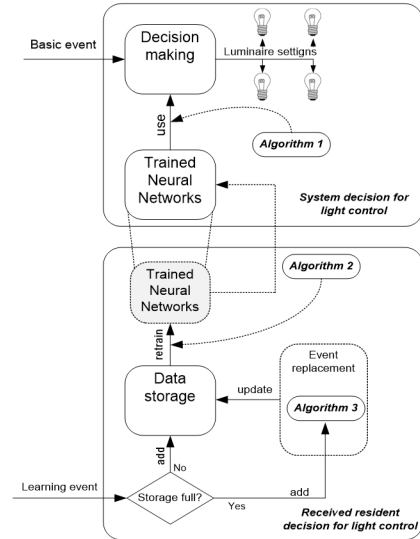 Basic event
Decision
making
Luminaire settigns
use
Algorithm 1
Trained
Neural
Networks
System decision for
light control
Trained
Neural
Networks
Algorithm 2
retrain
Event
replacement
Data
storage
update
Algorithm 3
add
No
Learning event
Storage full?
Yes
add
Received resident
decision for light control